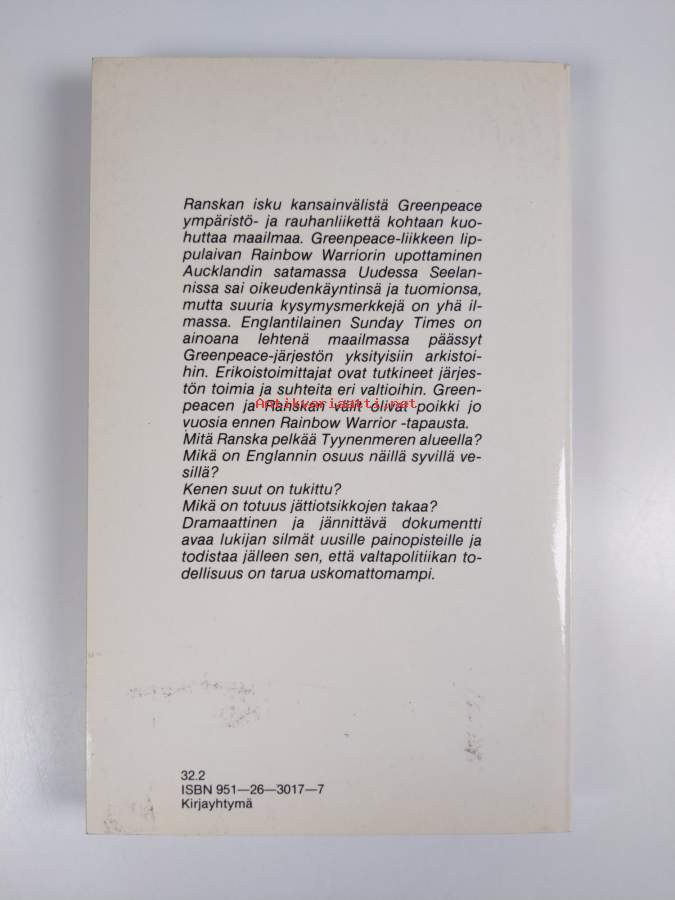 Ranskan isku kansainvälistä Greenpeace
ympäristö- ja rauhanliikettä kohtaan kuo-
huttaa maailmaa. Greenpeace-liikkeen lip-
pulaivan Rainbow Warriorin upottaminen
Aucklandin satamassa Uudessa Seelan-
nissa sai oikeudenkäyntinsä ja tuomionsa,
mutta suuria kysymysmerkkejä on yhä il-
massa. Englantilainen Sunday Times on
ainoana lehtenä maailmassa päässyt
Greenpeace-järjestön yksityisiin arkistoi-
hin. Erikoistoimittajat ovat tutkineet järjes-
tön toimia ja suhteita eri valtioihin. Green-
peacen ja Ranskan välit olivat poikki jo
Antikvariaatti.net
vuosia ennen Rainbow Warrior -tapausta.
Mitä Ranska pelkää Tyynenmeren alueella?
Mikä on Englannin osuus näillä syvillä ve-
sillä?
Kenen suut on tukittu?
Mikä on totuus jättiotsikkojen takaa?
Dramaattinen ja jännittävä dokumentti
avaa lukijan silmät uusille painopisteille ja
todistaa jälleen sen, että valtapolitiikan to-
dellisuus on tarua uskomattomampi.
32.2
ISBN 951—26—3017—7
Kirjayhtymä